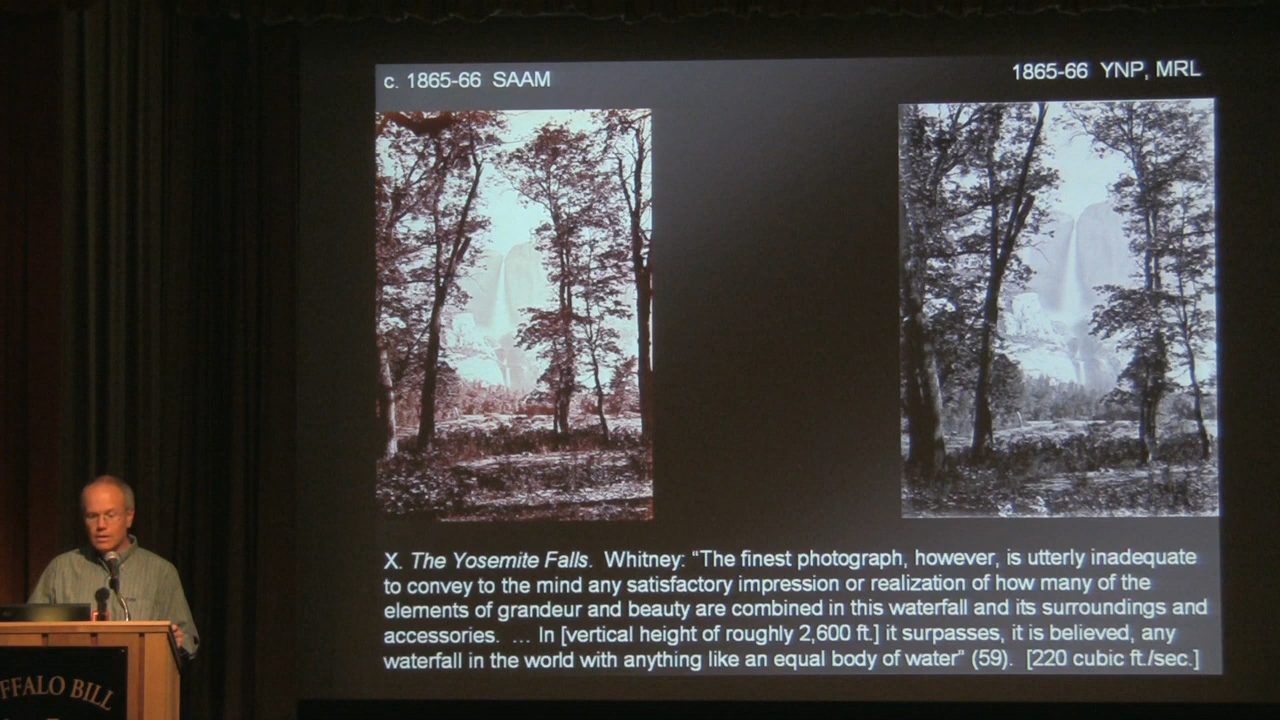 c. 1865-66 SAAM
1865-66 YNP, MRL
X. The Yosemite Falls. Whitney: “The finest photograph, however, is utterly inadequate
to convey to the mind any satisfactory impression or realization of how many of the
elements of grandeur and beauty are combined in this waterfall and its surroundings and
accessories. ... In [vertical height of roughly 2,600 ft.] it surpasses, it is believed, any
waterfall in the world with anything like an equal body of water” (59). [220 cubic ft./sec.]
FFALO BILL